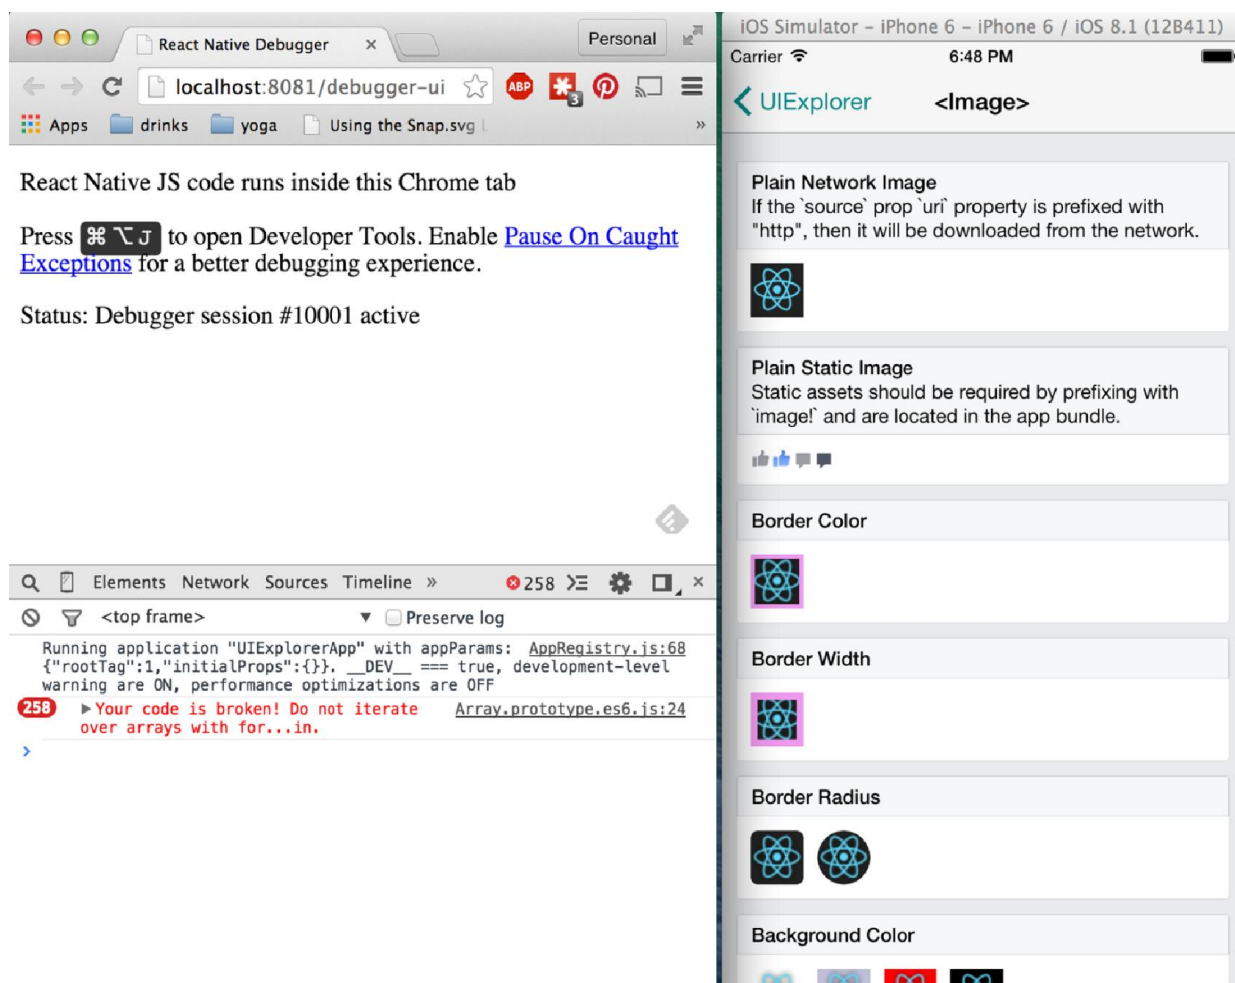 React Native Debugger
Personal
localhost:8081/debugger-ui
ABP
3
Apps
drinks
yoga
Using the Snap.svg
»
React Native JS code runs inside this Chrome tab
Press ⌘⌥J to open Developer Tools. Enable Pause On Caught
Exceptions for a better debugging experience.
Status: Debugger session #10001 active
Elements Network Sources Timeline »
258
<top frame>
Preserve log
Running application "UIExplorerApp" with appParams: AppRegistry.js:68
{"rootTag":1,"initialProps":{}}. __DEV__ === true, development-level
warning are ON, performance optimizations are OFF
258 Your code is broken! Do not iterate Array.prototype.es6.js:24
over arrays with for...in.
iOS Simulator – iPhone 6 – iPhone 6 / iOS 8.1 (12B411)
Carrier 6:48 PM
UIExplorer <Image>
Plain Network Image
If the `source` prop `uri` property is prefixed with
"http", then it will be downloaded from the network.
Plain Static Image
Static assets should be required by prefixing with
`image!` and are located in the app bundle.
Border Color
Border Width
Border Radius
Background Color